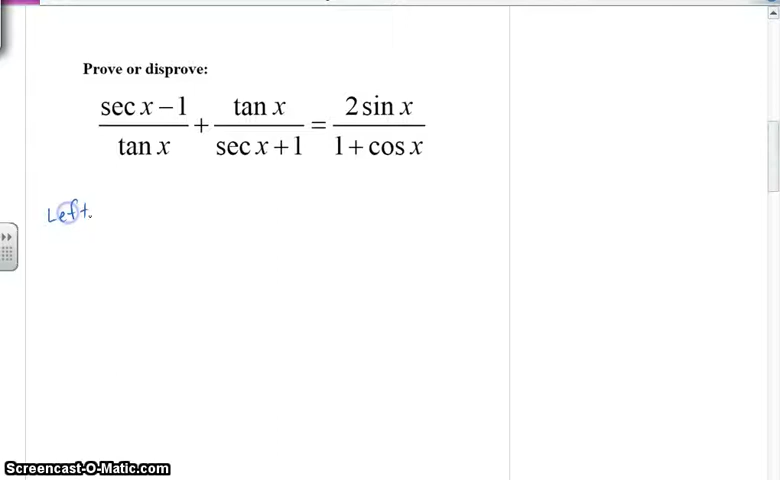 Prove or disprove:
sec x − 1 / tan x + tan x / sec x + 1 = 2 sin x / 1 + cos x
Left.
Screencast-O-Matic.com